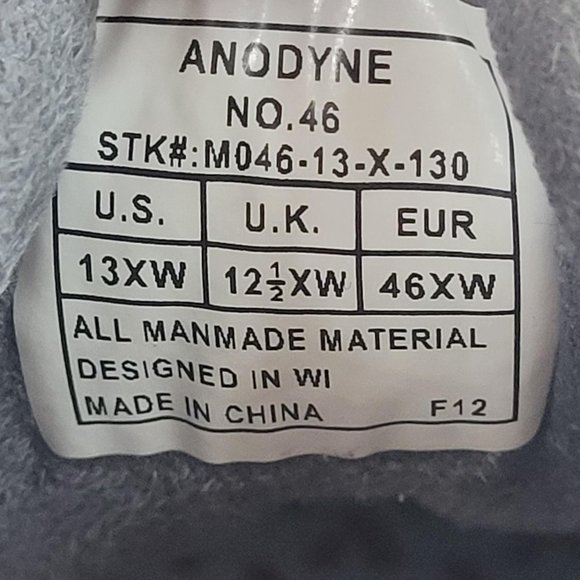 ANODYNE
NO.46
STK#:M046-13-X-130
U.S. U.K. EUR
13XW 12½XW 46XW
ALL MANMADE MATERIAL
DESIGNED IN WI
MADE IN CHINA F12